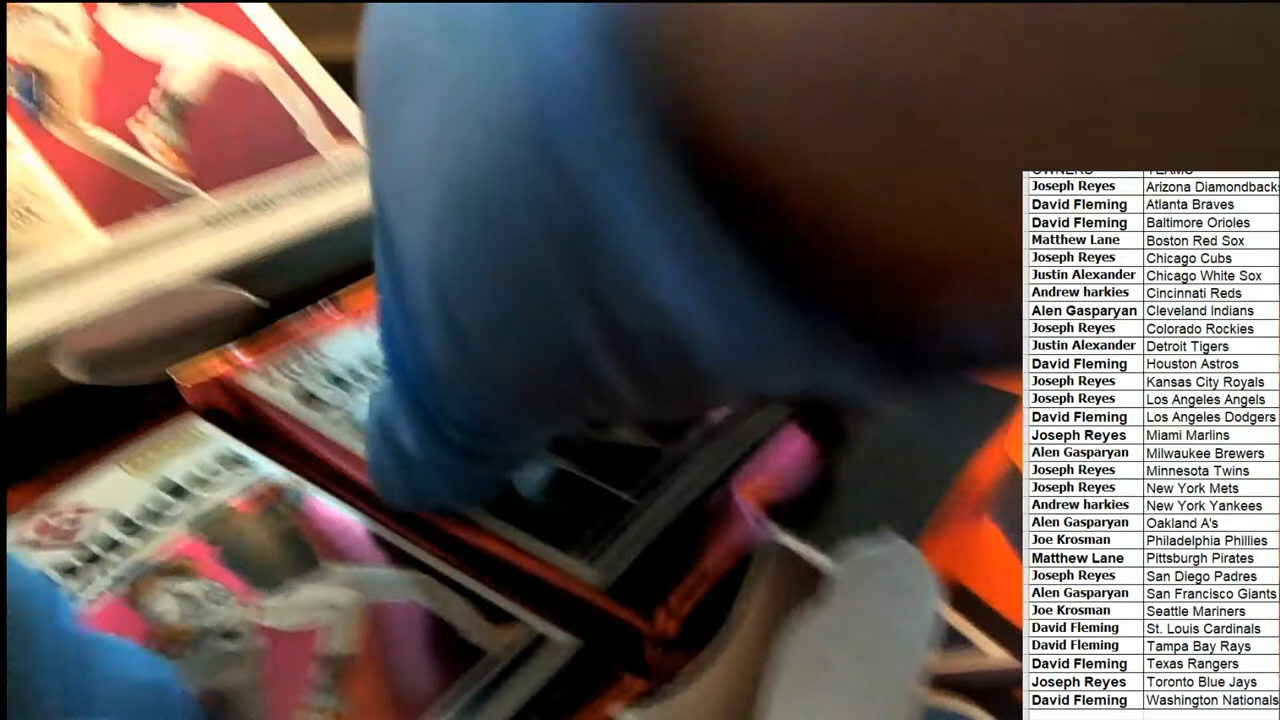 OWNERS TEAMS
Joseph Reyes Arizona Diamondbacks
David Fleming Atlanta Braves
David Fleming Baltimore Orioles
Matthew Lane Boston Red Sox
Joseph Reyes Chicago Cubs
Justin Alexander Chicago White Sox
Andrew harkies Cincinnati Reds
Alen Gasparyan Cleveland Indians
Joseph Reyes Colorado Rockies
Justin Alexander Detroit Tigers
David Fleming Houston Astros
Joseph Reyes Kansas City Royals
Joseph Reyes Los Angeles Angels
David Fleming Los Angeles Dodgers
Joseph Reyes Miami Marlins
Alen Gasparyan Milwaukee Brewers
Joseph Reyes Minnesota Twins
Joseph Reyes New York Mets
Andrew harkies New York Yankees
Alen Gasparyan Oakland A's
Joe Krosman Philadelphia Phillies
Matthew Lane Pittsburgh Pirates
Joseph Reyes San Diego Padres
Alen Gasparyan San Francisco Giants
Joe Krosman Seattle Mariners
David Fleming St. Louis Cardinals
David Fleming Tampa Bay Rays
David Fleming Texas Rangers
Joseph Reyes Toronto Blue Jays
David Fleming Washington Nationals